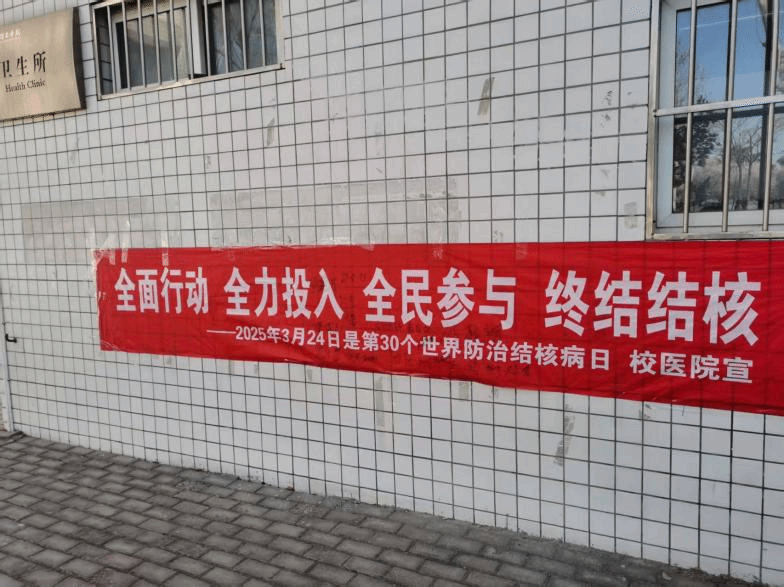 卫生所
Health Clinic
全面行动 全力投入 全民参与 终结结核
——2025年3月24日是第30个世界防治结核病日 校医院宣